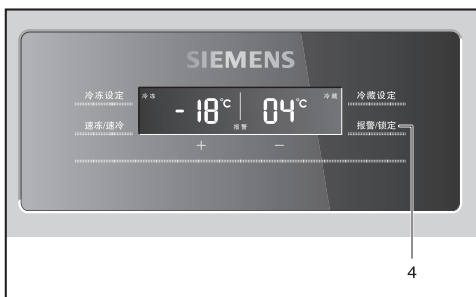 SIEMENS
冷冻设定
冷冻
-18°C
04°C
冷藏
冷藏设定
速冻/速冷
报警
报警/锁定
+
−
4